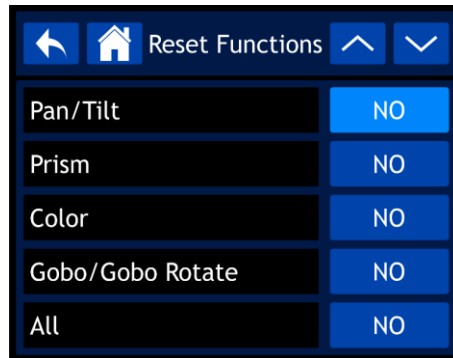 Reset Functions
Pan/Tilt NO
Prism NO
Color NO
Gobo/Gobo Rotate NO
All NO